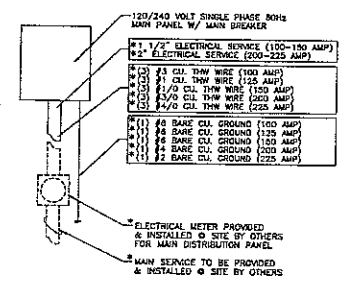 120/240 VOLT SINGLE PHASE 60Hz
MAIN PANEL W/ MAIN BREAKER
*1 1/2" ELECTRICAL SERVICE (100-150 AMP)
*2" ELECTRICAL SERVICE (200-225 AMP)
*(3) #3 CU. THW WIRE (100 AMP)
*(3) #1 CU. THW WIRE (125 AMP)
*(3) #1/0 CU. THW WIRE (150 AMP)
*(3) #3/0 CU. THW WIRE (200 AMP)
*(3) #4/0 CU. THW WIRE (225 AMP)
*(1) #8 BARE CU. GROUND (100 AMP)
*(1) #6 BARE CU. GROUND (125 AMP)
*(1) #6 BARE CU. GROUND (150 AMP)
*(1) #4 BARE CU. GROUND (200 AMP)
*(1) #2 BARE CU. GROUND (225 AMP)
*ELECTRICAL METER PROVIDED
& INSTALLED @ SITE BY OTHERS
FOR MAIN DISTRIBUTION PANEL
*MAIN SERVICE TO BE PROVIDED
& INSTALLED @ SITE BY OTHERS